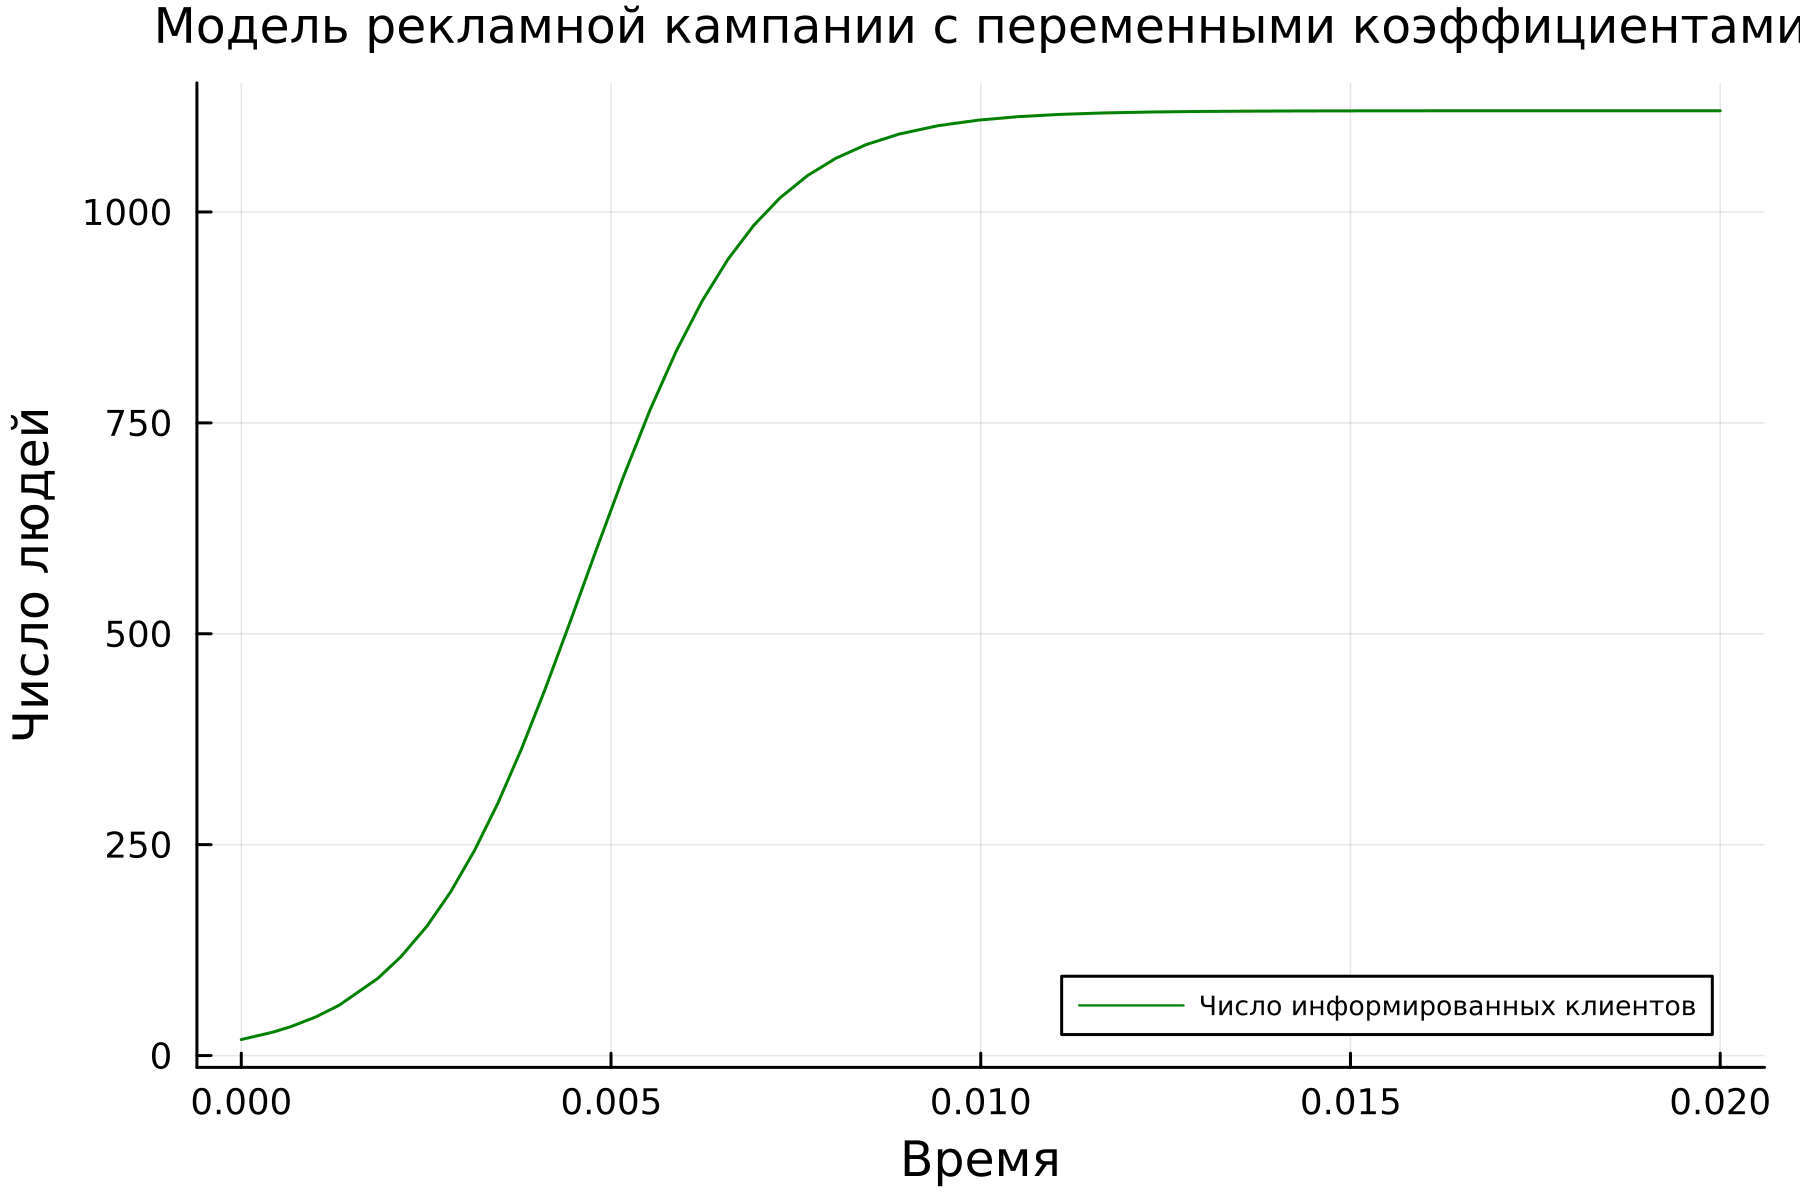 Модель рекламной кампании с переменными коэффициентами
Число людей
1000
750
500
250
0
Число информированных клиентов
0.000 0.005 0.010 0.015 0.020
Время